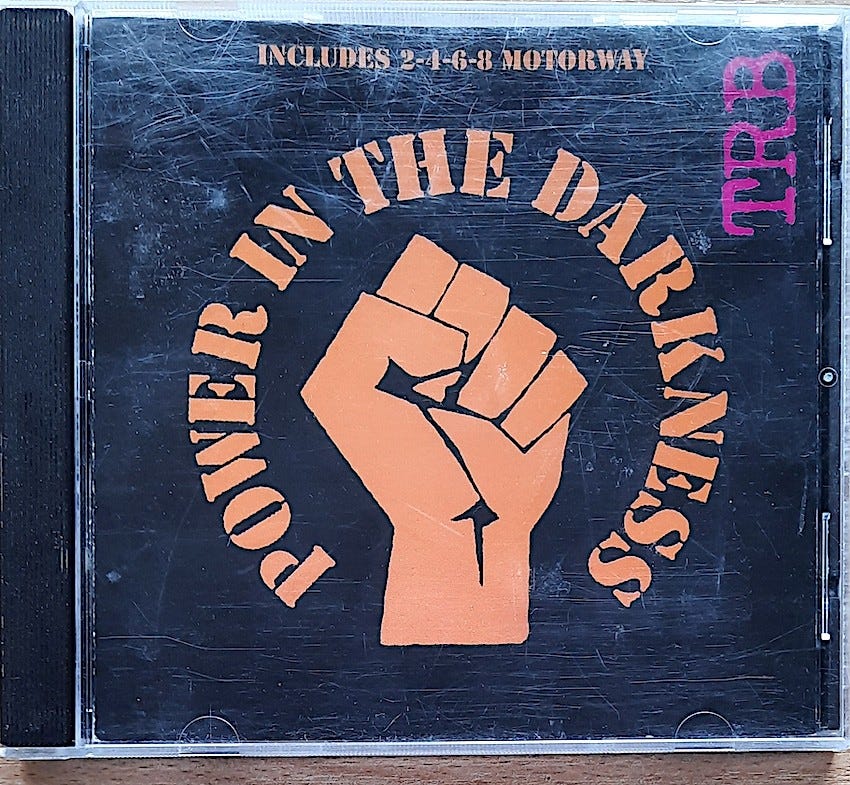 INCLUDES 2-4-6-8 MOTORWAY
TRB
POWER IN THE DARKNESS